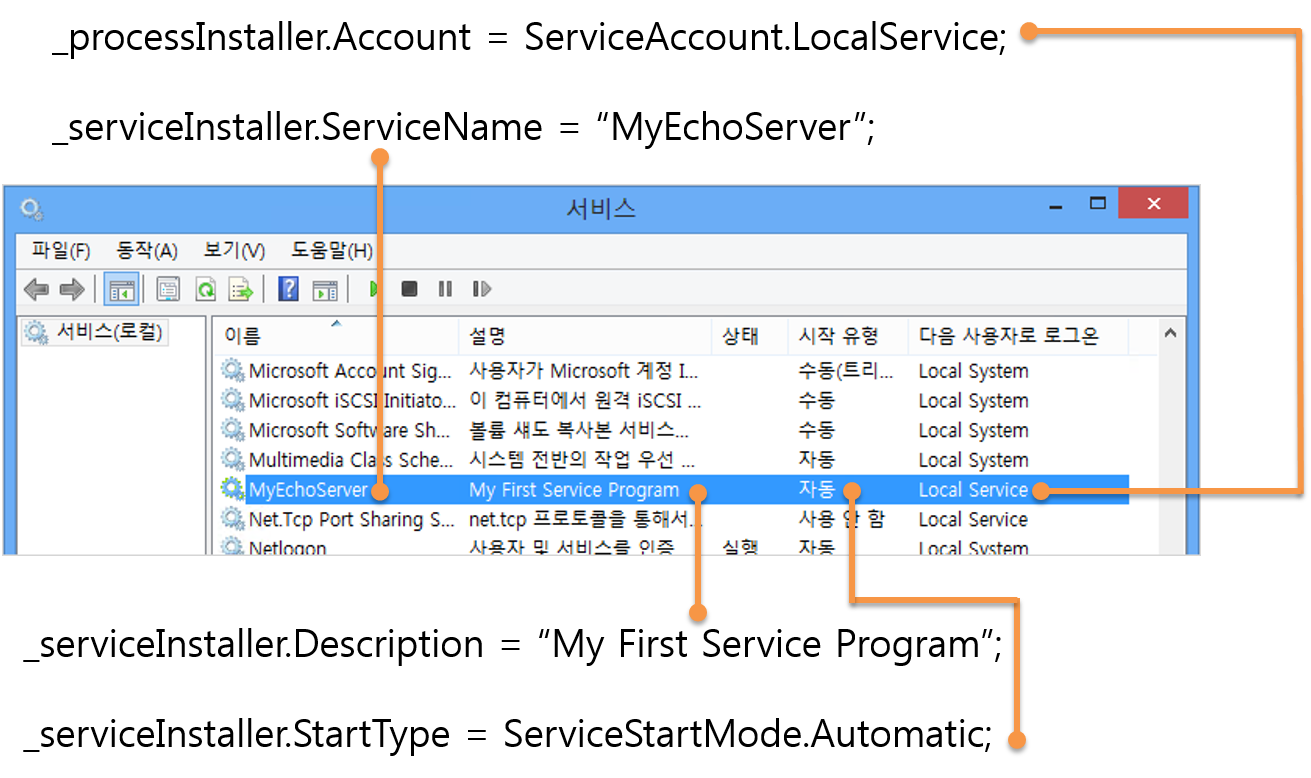 _processInstaller.Account = ServiceAccount.LocalService;
_serviceInstaller.ServiceName = “MyEchoServer”;
서비스
파일(F) 동작(A) 보기(V) 도움말(H)
서비스(로컬)
이름 설명 상태 시작 유형 다음 사용자로 로그온
Microsoft Account Sig... 사용자가 Microsoft 계정 I... 수동(트리... Local System
Microsoft iSCSI Initiato... 이 컴퓨터에서 원격 iSCSI ... 수동 Local System
Microsoft Software Sh... 볼륨 섀도 복사본 서비스... 수동 Local System
Multimedia Class Sche... 시스템 전반의 작업 우선 ... 자동 Local System
MyEchoServer My First Service Program 자동 Local Service
Net.Tcp Port Sharing S... net.tcp 프로토콜을 통해서... 사용 안 함 Local Service
Netlogon 사용자 및 서비스를 인증 실행 자동 Local System
_serviceInstaller.Description = “My First Service Program”;
_serviceInstaller.StartType = ServiceStartMode.Automatic;